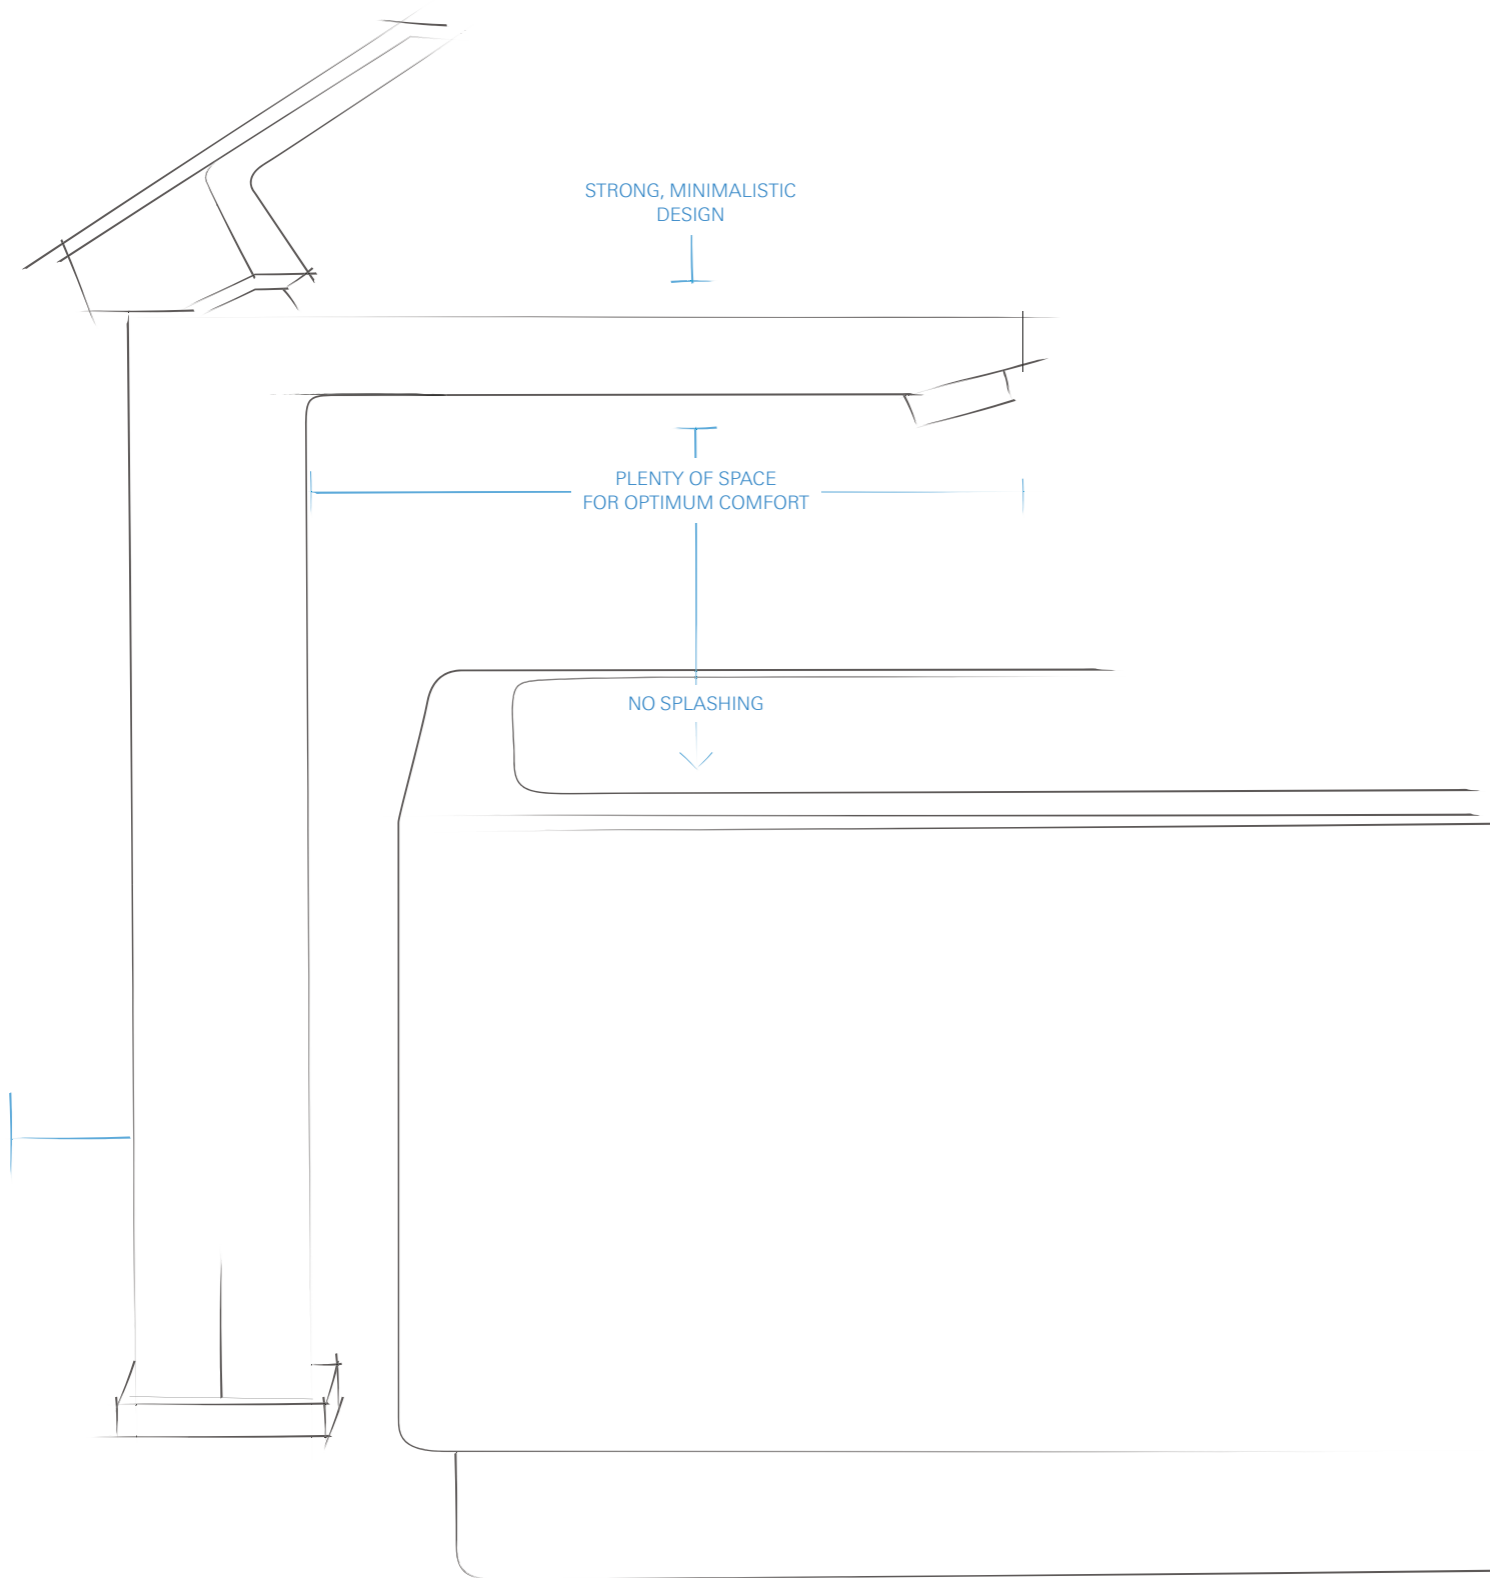 STRONG, MINIMALISTIC
DESIGN
PLENTY OF SPACE
FOR OPTIMUM COMFORT
NO SPLASHING